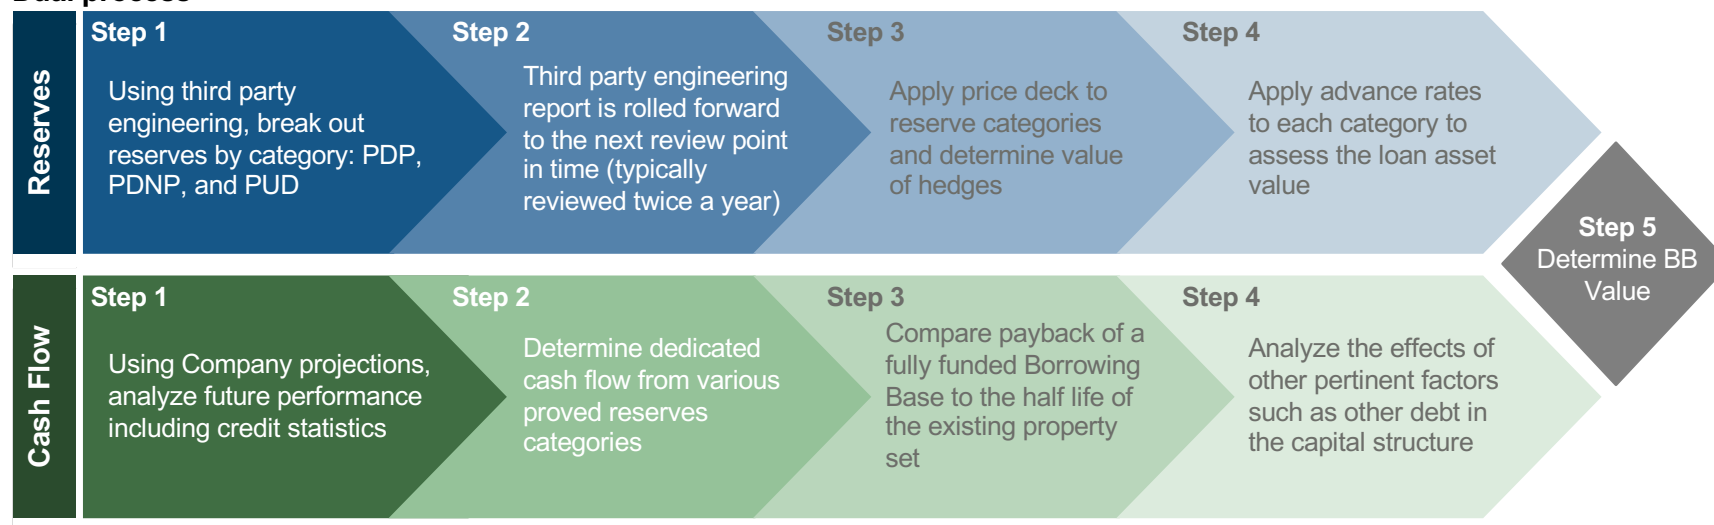 Dual process
Reserves
Step 1
Using third party
engineering, break out
reserves by category: PDP,
PDNP, and PUD
Step 2
Third party engineering
report is rolled forward
to the next review point
in time (typically
reviewed twice a year)
Step 3
Apply price deck to
reserve categories
and determine value
of hedges
Step 4
Apply advance rates
to each category to
assess the loan asset
value
Cash Flow
Step 1
Using Company projections,
analyze future performance
including credit statistics
Step 2
Determine dedicated
cash flow from various
proved reserves
categories
Step 3
Compare payback of a
fully funded Borrowing
Base to the half life of
the existing property
set
Step 4
Analyze the effects of
other pertinent factors
such as other debt in
the capital structure
Step 5
Determine BB
Value